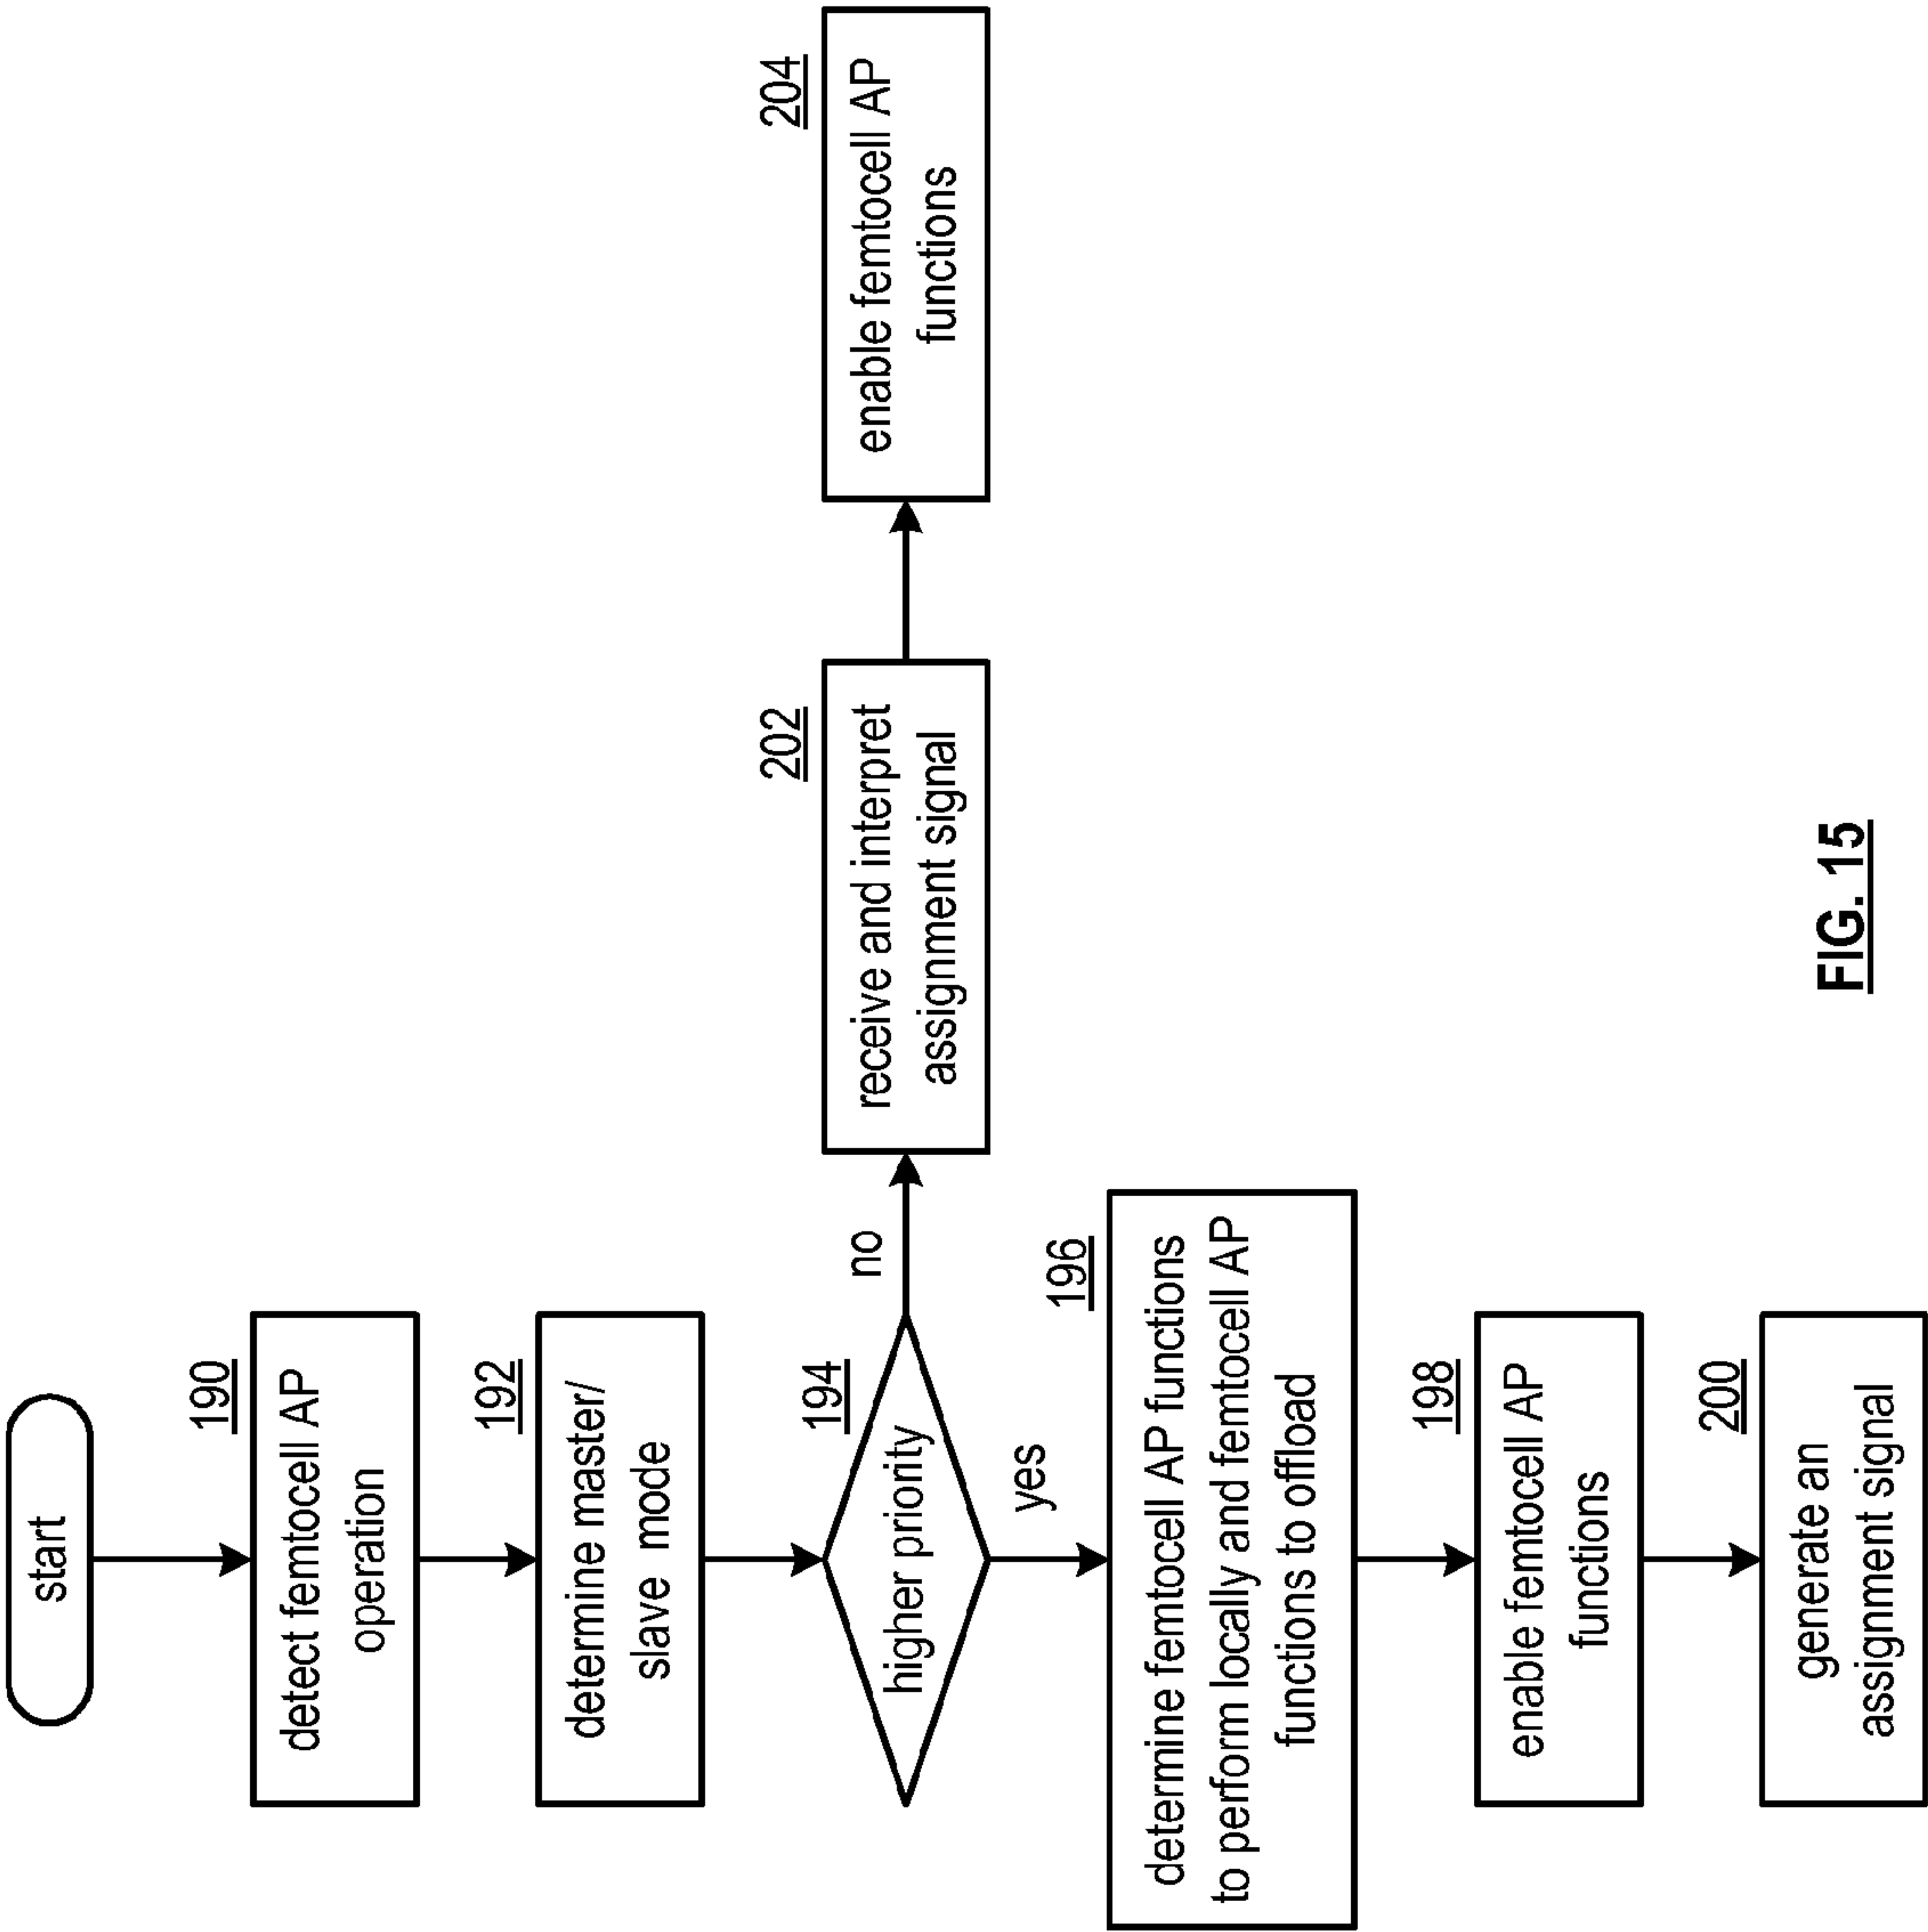 start
190
detect femtocell AP
operation
192
determine master/
slave mode
194
higher priority
no
yes
202
receive and interpret
assignment signal
204
enable femtocell AP
functions
196
determine femtocell AP functions
to perform locally and femtocell AP
functions to offload
198
enable femtocell AP
functions
200
generate an
assignment signal
FIG. 15